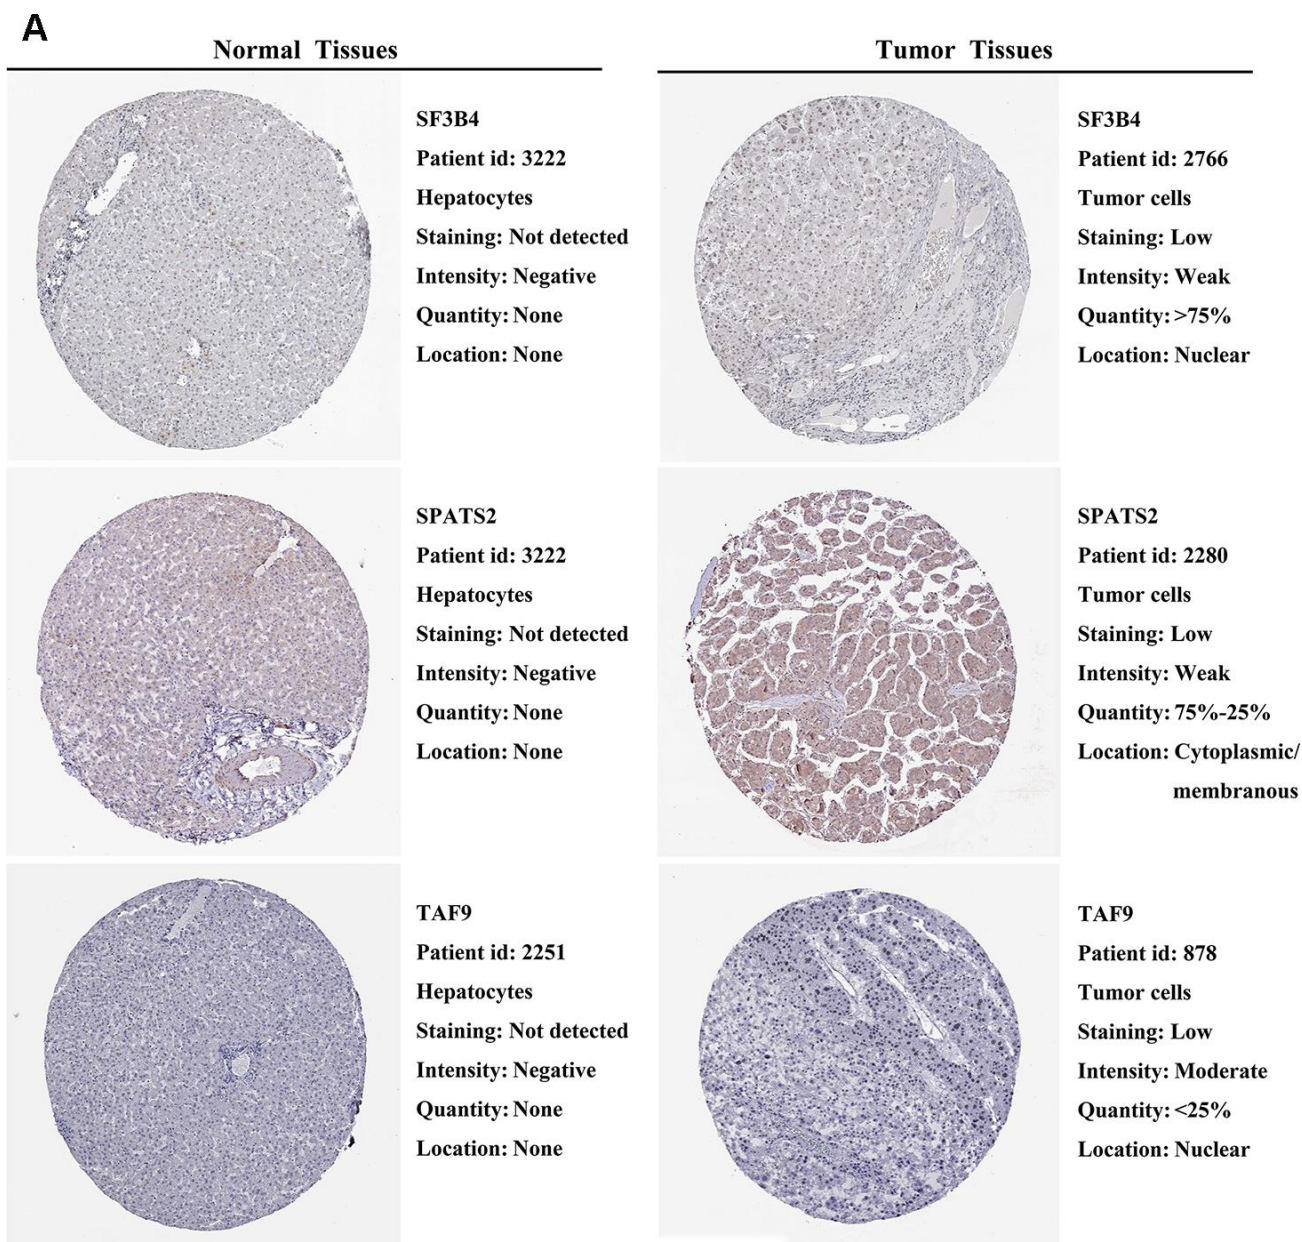 A
Normal Tissues
Tumor Tissues
SF3B4
Patient id: 3222
Hepatocytes
Staining: Not detected
Intensity: Negative
Quantity: None
Location: None
SF3B4
Patient id: 2766
Tumor cells
Staining: Low
Intensity: Weak
Quantity: >75%
Location: Nuclear
SPATS2
Patient id: 3222
Hepatocytes
Staining: Not detected
Intensity: Negative
Quantity: None
Location: None
SPATS2
Patient id: 2280
Tumor cells
Staining: Low
Intensity: Weak
Quantity: 75%-25%
Location: Cytoplasmic/
membranous
TAF9
Patient id: 2251
Hepatocytes
Staining: Not detected
Intensity: Negative
Quantity: None
Location: None
TAF9
Patient id: 878
Tumor cells
Staining: Low
Intensity: Moderate
Quantity: <25%
Location: Nuclear